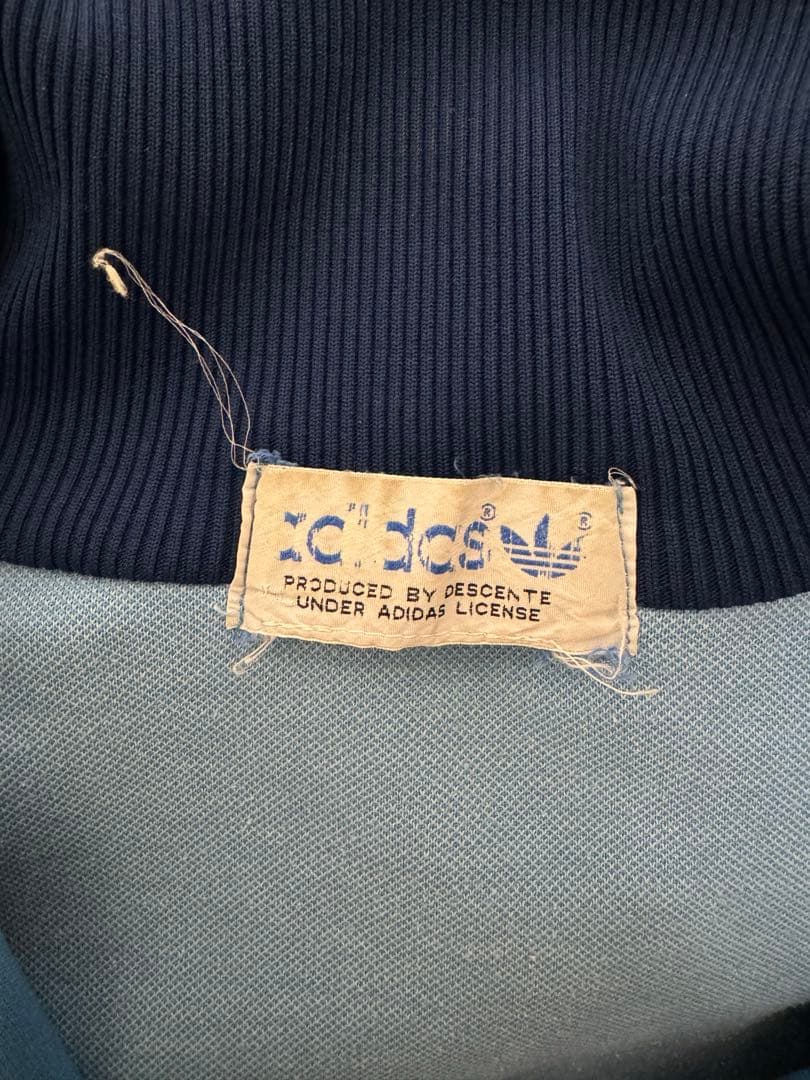 adidas®®
PRODUCED BY DESCENTE
UNDER ADIDAS LICENSE